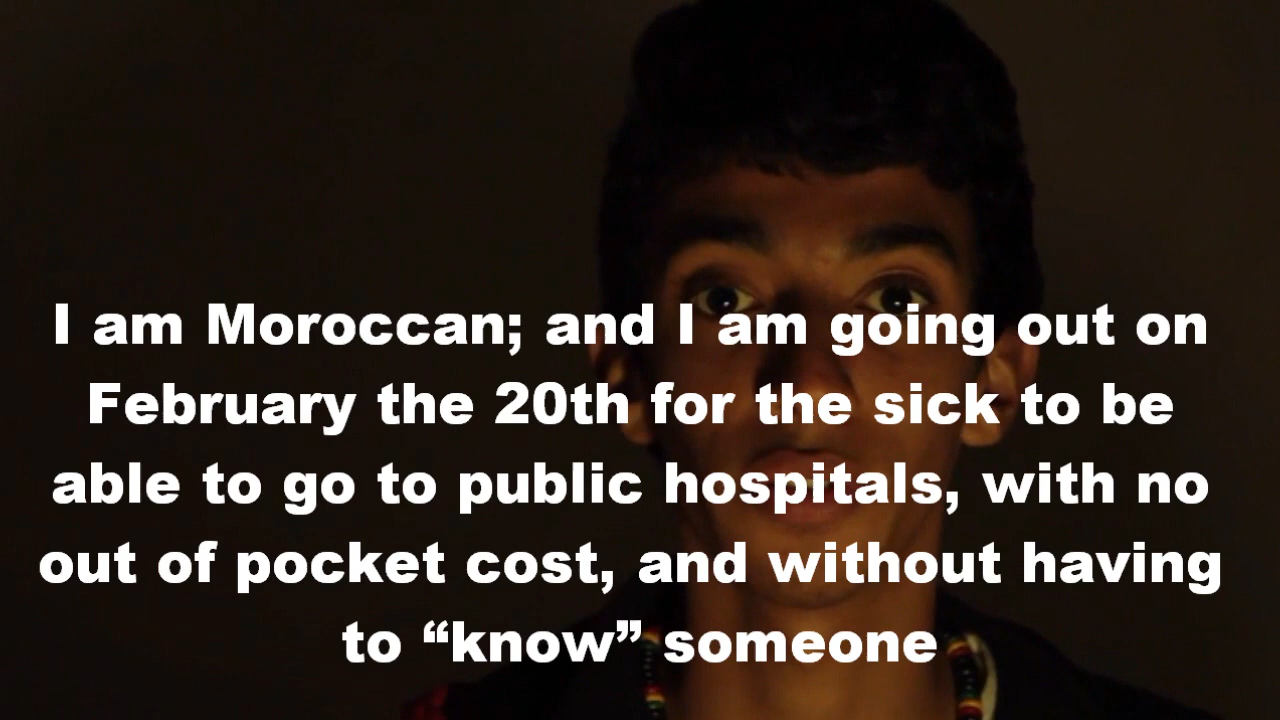 I am Moroccan; and I am going out on
February the 20th for the sick to be
able to go to public hospitals, with no
out of pocket cost, and without having
to “know” someone